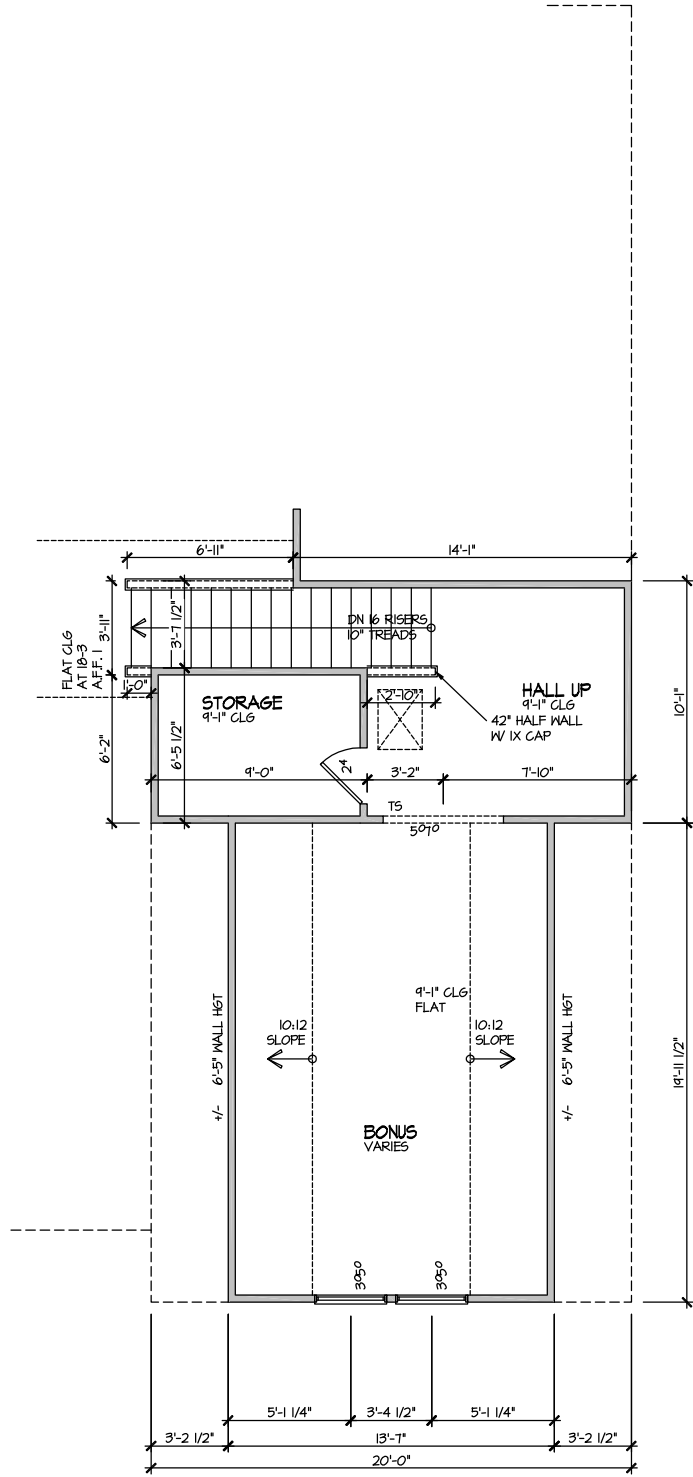 6'-11"
14'-1"
FLAT CLG
AT 18-3
A.F.F. 1
3'-11"
3'-7 1/2"
DN 16 RISERS
10" TREADS
1'-0"
STORAGE
9'-1" CLG
2'-10"
HALL UP
9'-1" CLG
42" HALF WALL
W/ 1X CAP
10'-1"
6'-2"
6'-5 1/2"
9'-0"
2⁴
3'-2"
7'-10"
TS
5⁰7⁰
9'-1" CLG
FLAT
10:12
SLOPE
10:12
SLOPE
+/- 6'-5" WALL HGT
+/- 6'-5" WALL HGT
19'-11 1/2"
BONUS
VARIES
3⁰5⁰
3⁰5⁰
5'-1 1/4"
3'-4 1/2"
5'-1 1/4"
3'-2 1/2"
13'-7"
3'-2 1/2"
20'-0"